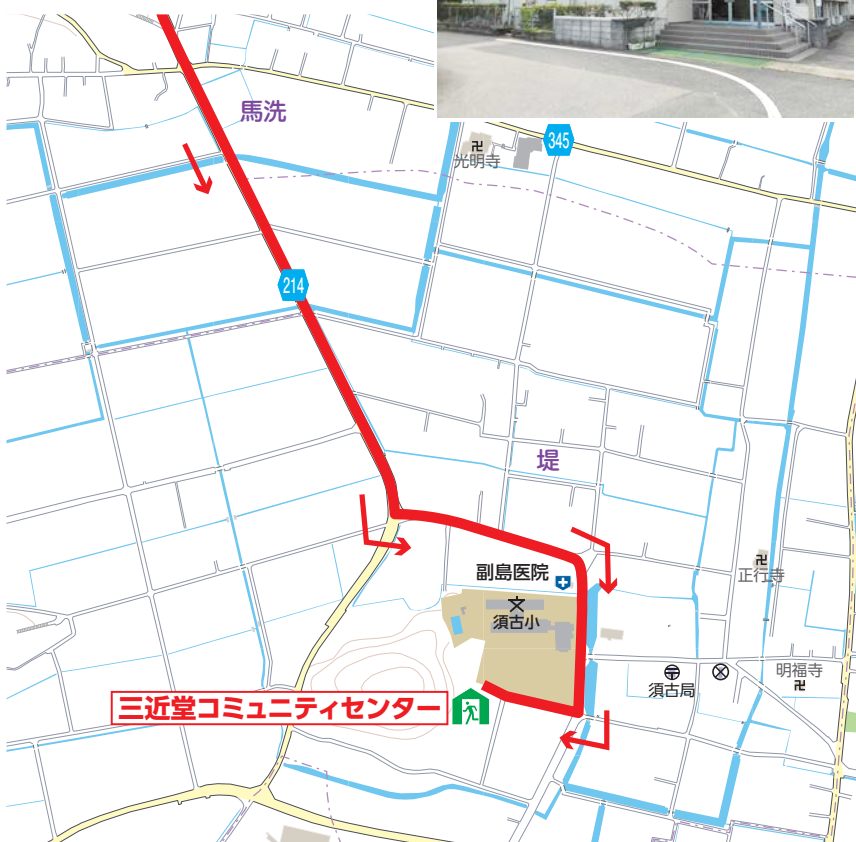 馬洗
345
光明寺
214
堤
副島医院
正行寺
須古小
明福寺
須古局
三近堂コミュニティセンター